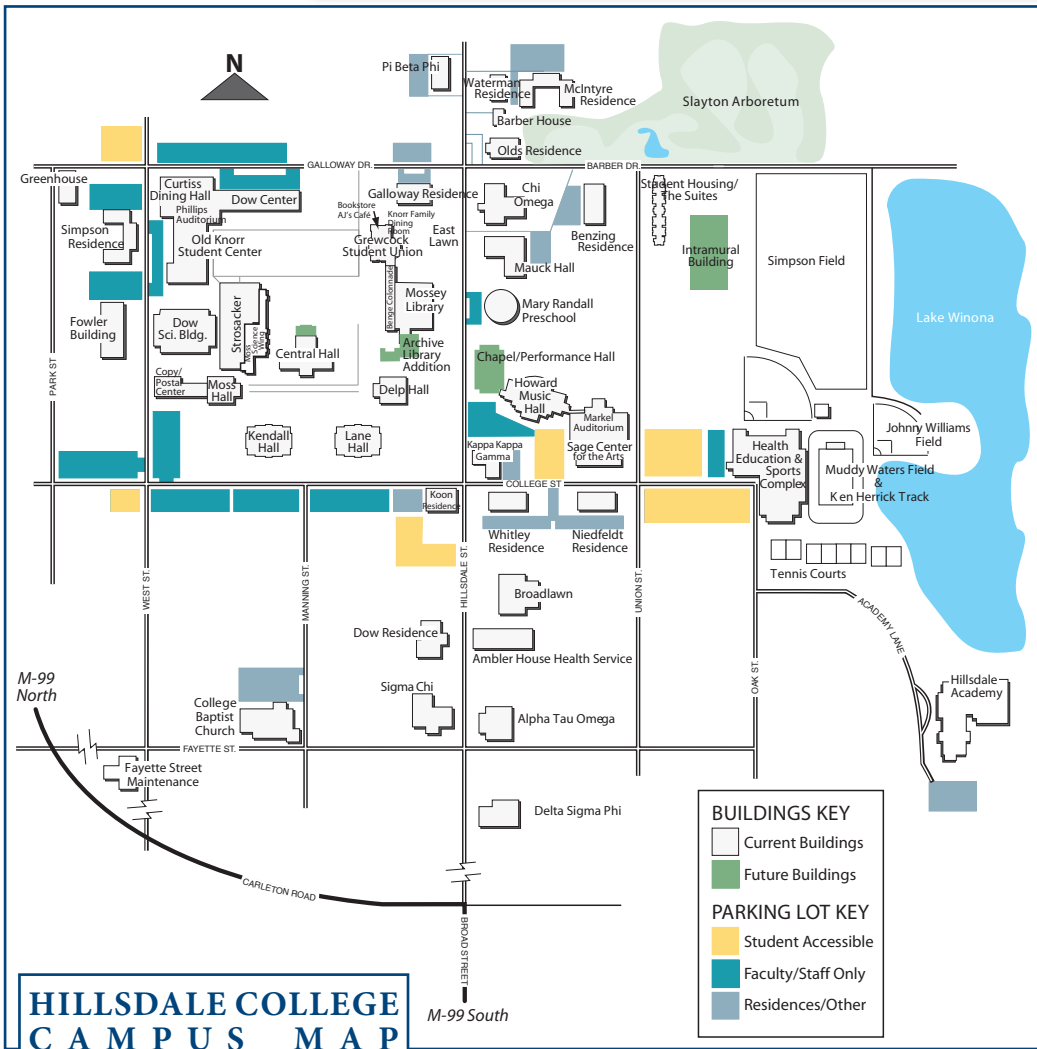 N
Pi Beta Phi
Waterman
Residence
McIntyre
Residence
Slayton Arboretum
Barber House
Olds Residence
GALLOWAY DR.
BARBER DR.
Greenhouse
Curtiss
Dining Hall
Phillips
Auditorium
Dow Center
Galloway Residence
Chi
Omega
Student Housing/
The Suites
Bookstore
AJ's Café
Knorr Family
Dining
Room
Simpson
Residence
Old Knorr
Student Center
Grewcock
Student Union
East
Lawn
Benzing
Residence
Intramural
Building
Simpson Field
Mauck Hall
Benge Colonnade
Mossey
Library
Mary Randall
Preschool
Lake Winona
Fowler
Building
Dow
Sci. Bldg.
Strosacker
Moss
Science
Wing
Central Hall
Archive
Library
Addition
Chapel/Performance Hall
PARK ST
Copy/
Postal
Center
Moss
Hall
Delp Hall
Howard
Music
Hall
Markel
Auditorium
Kendall
Hall
Lane
Hall
Kappa Kappa
Gamma
Sage Center
for the Arts
Health
Education &
Sports
Complex
Johnny Williams
Field
Muddy Waters Field
&
Ken Herrick Track
COLLEGE ST
Koon
Residence
Whitley
Residence
Niedfeldt
Residence
Tennis Courts
WEST ST.
MANNING ST.
HILLSDALE ST.
UNION ST.
OAK ST.
ACADEMY LANE
Broadlawn
Dow Residence
Ambler House Health Service
M-99
North
College
Baptist
Church
Sigma Chi
Alpha Tau Omega
Hillsdale
Academy
FAYETTE ST.
Fayette Street
Maintenance
Delta Sigma Phi
CARLETON ROAD
BROAD STREET
M-99 South
BUILDINGS KEY
Current Buildings
Future Buildings
PARKING LOT KEY
Student Accessible
Faculty/Staff Only
Residences/Other
HILLSDALE COLLEGE
CAMPUS MAP